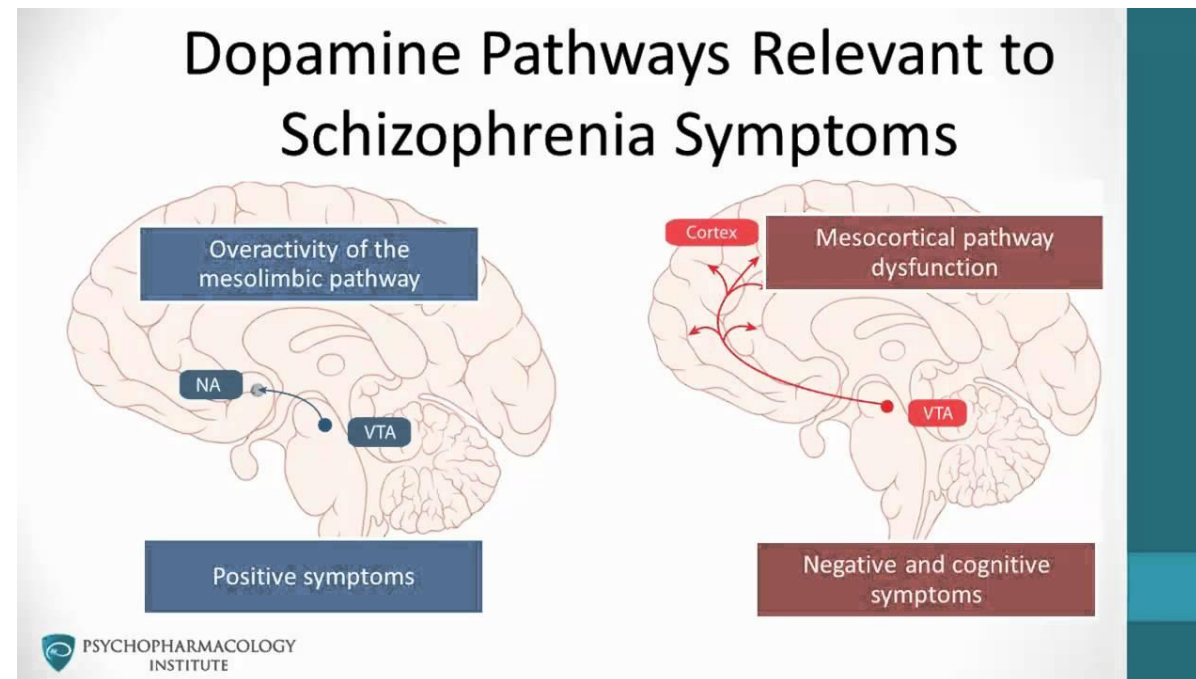 Dopamine Pathways Relevant to
Schizophrenia Symptoms
Overactivity of the
mesolimbic pathway
NA
VTA
Positive symptoms
Cortex
Mesocortical pathway
dysfunction
VTA
Negative and cognitive
symptoms
PSYCHOPHARMACOLOGY
INSTITUTE